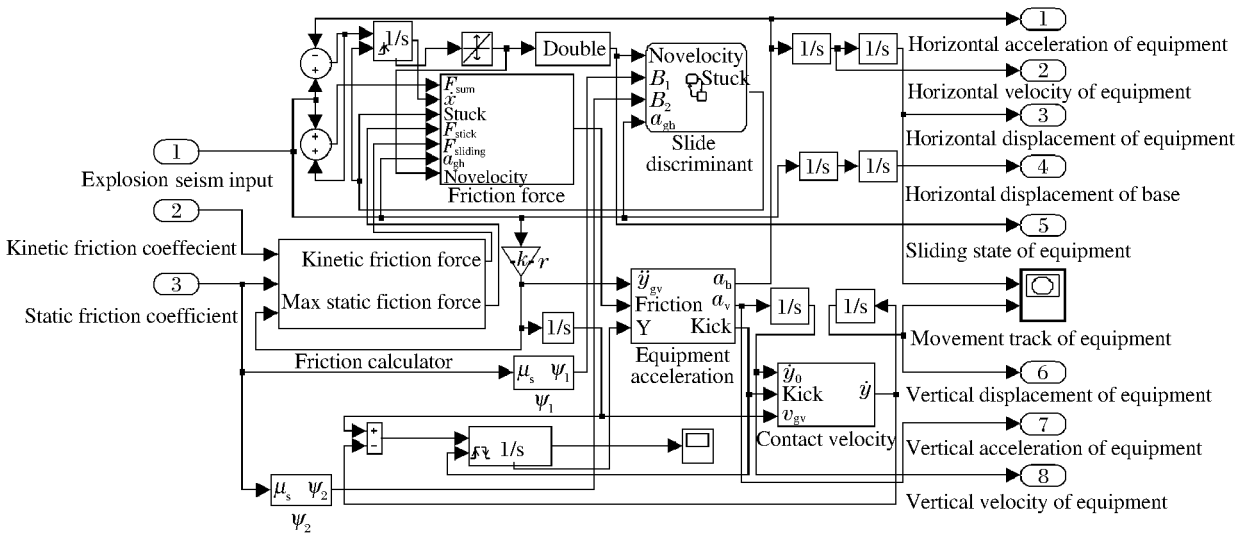 1
Horizontal acceleration of equipment
1/s
Double
Novelocity
B1
B2
agh
Stuck
Slide
discriminant
1/s
1/s
2
Horizontal velocity of equipment
3
Horizontal displacement of equipment
− +
+ +
Fsum
ẋ
Stuck
Fstick
Fsliding
agh
Novelocity
Friction force
1
Explosion seism input
1/s
1/s
4
Horizontal displacement of base
2
Kinetic friction coeffecient
5
Sliding state of equipment
3
Static friction coefficient
Kinetic friction force
Max static fiction force
Friction calculator
-k- r
1/s
ÿgv
Friction
Y
ah
av
Kick
Equipment
acceleration
1/s
1/s
Movement track of equipment
μs ψ1
ψ1
ẏ0
Kick
vgv
ẏ
Contact velocity
6
Vertical displacement of equipment
7
Vertical acceleration of equipment
+
−
1/s
8
Vertical velocity of equipment
μs ψ2
ψ2